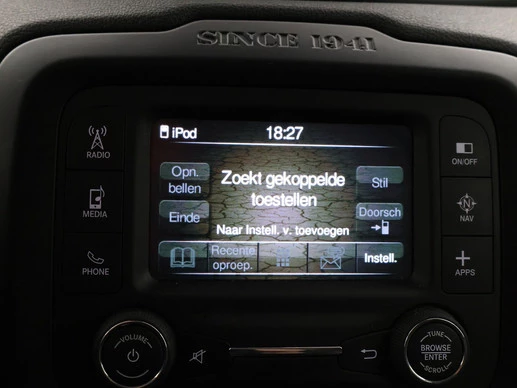 SINCE 1941
iPod 18:27
RADIO
ON/OFF
Opn.
bellen
Zoekt gekoppelde
toestellen
Stil
MEDIA
Einde
Naar Instell. v. toevoegen
Doorsch
NAV
PHONE
Recente
oproep.
Instell.
APPS
VOLUME
TUNE
BROWSE
ENTER
SCROLL